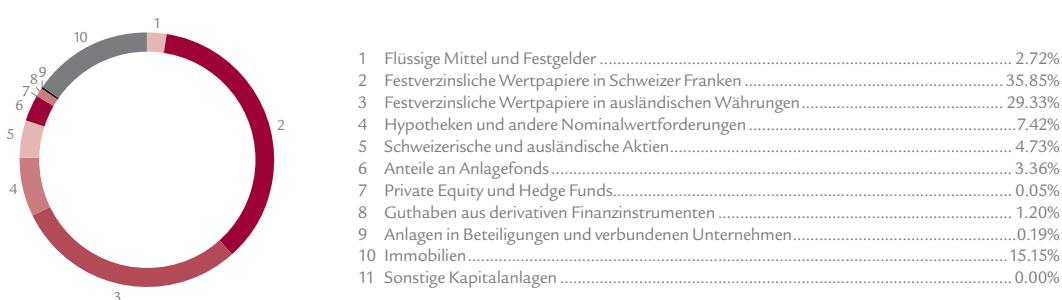 1
10
9
8
7
6
5
4
3
2
1 Flüssige Mittel und Festgelder 2.72%
2 Festverzinsliche Wertpapiere in Schweizer Franken 35.85%
3 Festverzinsliche Wertpapiere in ausländischen Währungen 29.33%
4 Hypotheken und andere Nominalwertforderungen 7.42%
5 Schweizerische und ausländische Aktien 4.73%
6 Anteile an Anlagefonds 3.36%
7 Private Equity und Hedge Funds 0.05%
8 Guthaben aus derivativen Finanzinstrumenten 1.20%
9 Anlagen in Beteiligungen und verbundenen Unternehmen 0.19%
10 Immobilien 15.15%
11 Sonstige Kapitalanlagen 0.00%